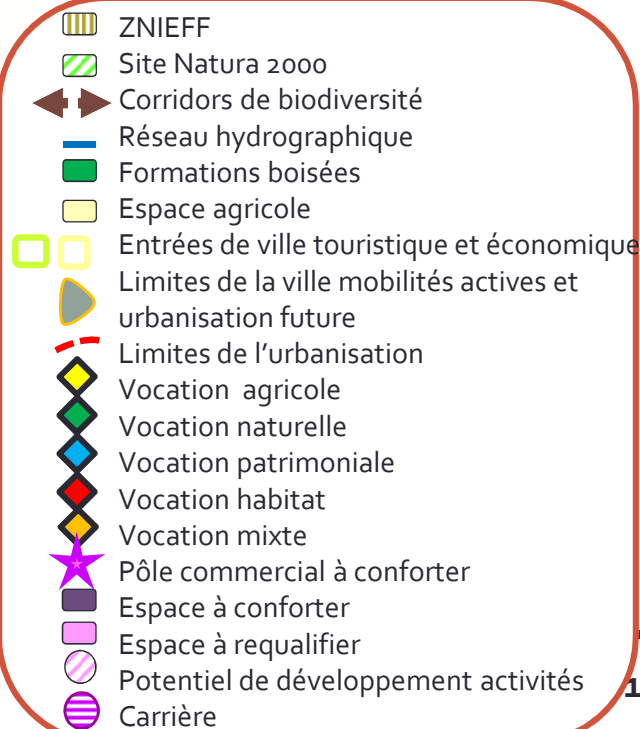 ZNIEFF
Site Natura 2000
Corridors de biodiversité
Réseau hydrographique
Formations boisées
Espace agricole
Entrées de ville touristique et économique
Limites de la ville mobilités actives et
urbanisation future
Limites de l'urbanisation
Vocation agricole
Vocation naturelle
Vocation patrimoniale
Vocation habitat
Vocation mixte
Pôle commercial à conforter
Espace à conforter
Espace à requalifier
Potentiel de développement activités
1
Carrière